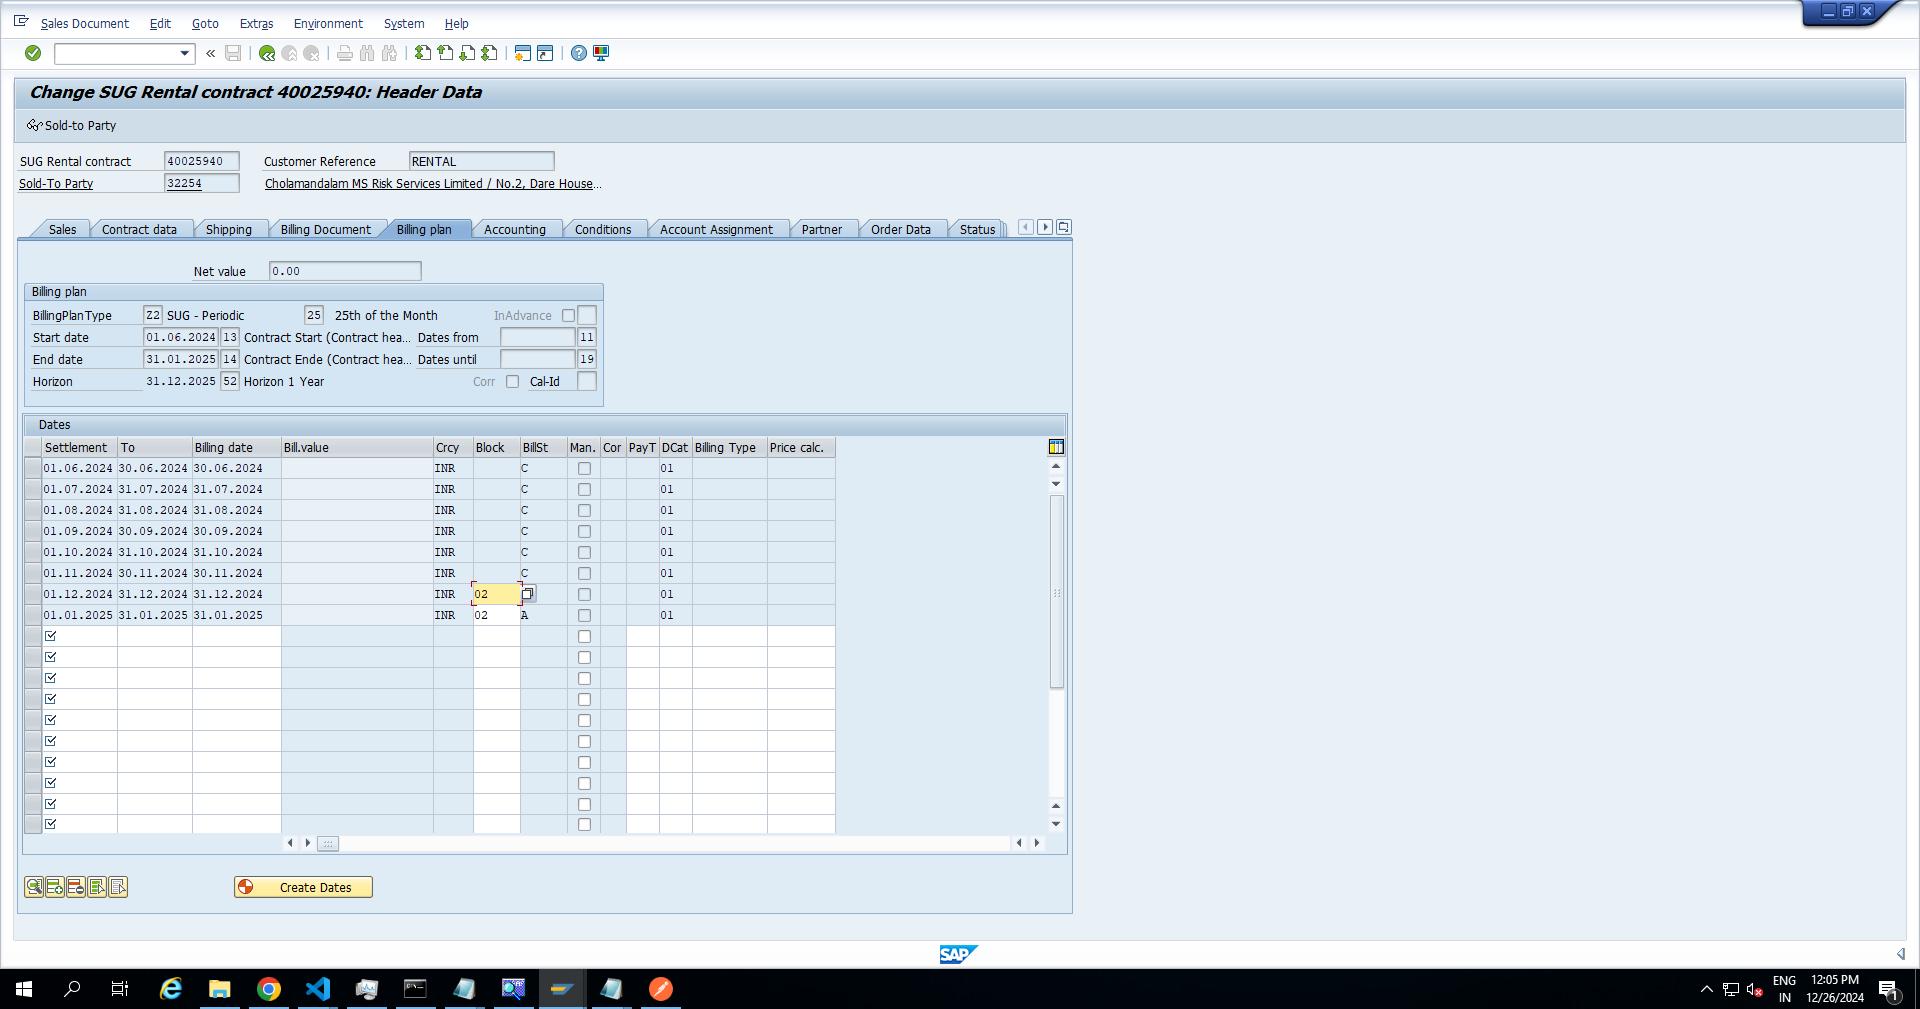 Sales Document Edit Goto Extras Environment System Help
Change SUG Rental contract 40025940: Header Data
Sold-to Party
SUG Rental contract 40025940 Customer Reference RENTAL
Sold-To Party 32254 Cholamandalam MS Risk Services Limited / No.2, Dare House...
Sales Contract data Shipping Billing Document Billing plan Accounting Conditions Account Assignment Partner Order Data Status
Net value 0.00
Billing plan
BillingPlanType Z2 SUG - Periodic 25 25th of the Month InAdvance
Start date 01.06.2024 13 Contract Start (Contract hea... Dates from 11
End date 31.01.2025 14 Contract Ende (Contract hea... Dates until 19
Horizon 31.12.2025 52 Horizon 1 Year Corr Cal-Id
Dates
Settlement To Billing date Bill.value Crcy Block BillSt Man. Cor PayT DCat Billing Type Price calc.
01.06.2024 30.06.2024 30.06.2024 INR C 01
01.07.2024 31.07.2024 31.07.2024 INR C 01
01.08.2024 31.08.2024 31.08.2024 INR C 01
01.09.2024 30.09.2024 30.09.2024 INR C 01
01.10.2024 31.10.2024 31.10.2024 INR C 01
01.11.2024 30.11.2024 30.11.2024 INR C 01
01.12.2024 31.12.2024 31.12.2024 INR 02 01
01.01.2025 31.01.2025 31.01.2025 INR 02 A 01
Create Dates
SAP
ENG 12:05 PM
IN 12/26/2024 1